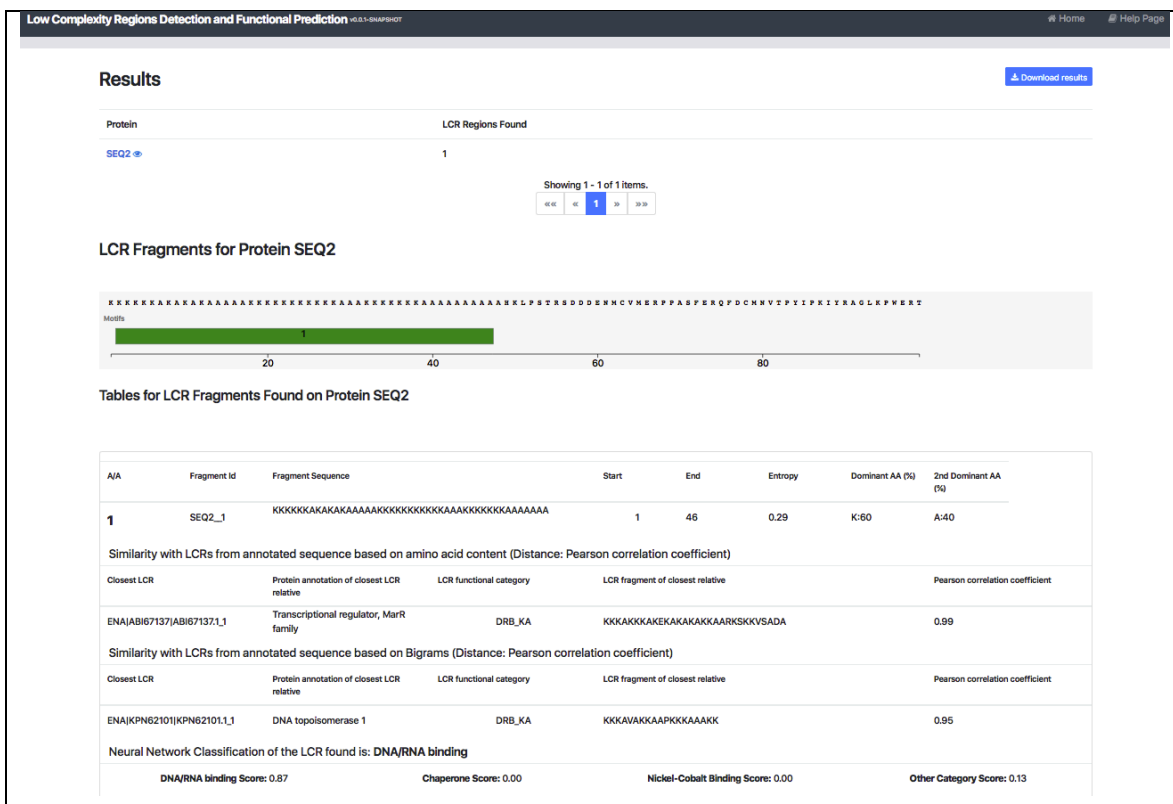 Low Complexity Regions Detection and Functional Prediction v0.0.1-SNAPSHOT Home Help Page
Results Download results
Protein LCR Regions Found
SEQ2 1
Showing 1 - 1 of 1 items.
«« « 1 » »»
LCR Fragments for Protein SEQ2
Motifs
1
20 40 60 80
Tables for LCR Fragments Found on Protein SEQ2
A/A Fragment Id Fragment Sequence Start End Entropy Dominant AA (%) 2nd Dominant AA
(%)
1 SEQ2__1 KKKKKKAKAKAKAAAAAKKKKKKKKKKKAAAKKKKKKKAAAAAAA 1 46 0.29 K:60 A:40
Similarity with LCRs from annotated sequence based on amino acid content (Distance: Pearson correlation coefficient)
Closest LCR Protein annotation of closest LCR LCR functional category LCR fragment of closest relative Pearson correlation coefficient
relative
ENA|ABI67137|ABI67137.1_1 Transcriptional regulator, MarR DRB_KA KKKAKKKAKEKAKAKAKKAARKSKKVSADA 0.99
family
Similarity with LCRs from annotated sequence based on Bigrams (Distance: Pearson correlation coefficient)
Closest LCR Protein annotation of closest LCR LCR functional category LCR fragment of closest relative Pearson correlation coefficient
relative
ENA|KPN62101|KPN62101.1_1 DNA topoisomerase 1 DRB_KA KKKAVAKKAAPKKKAAAKK 0.95
Neural Network Classification of the LCR found is: DNA/RNA binding
DNA/RNA binding Score: 0.87 Chaperone Score: 0.00 Nickel-Cobalt Binding Score: 0.00 Other Category Score: 0.13